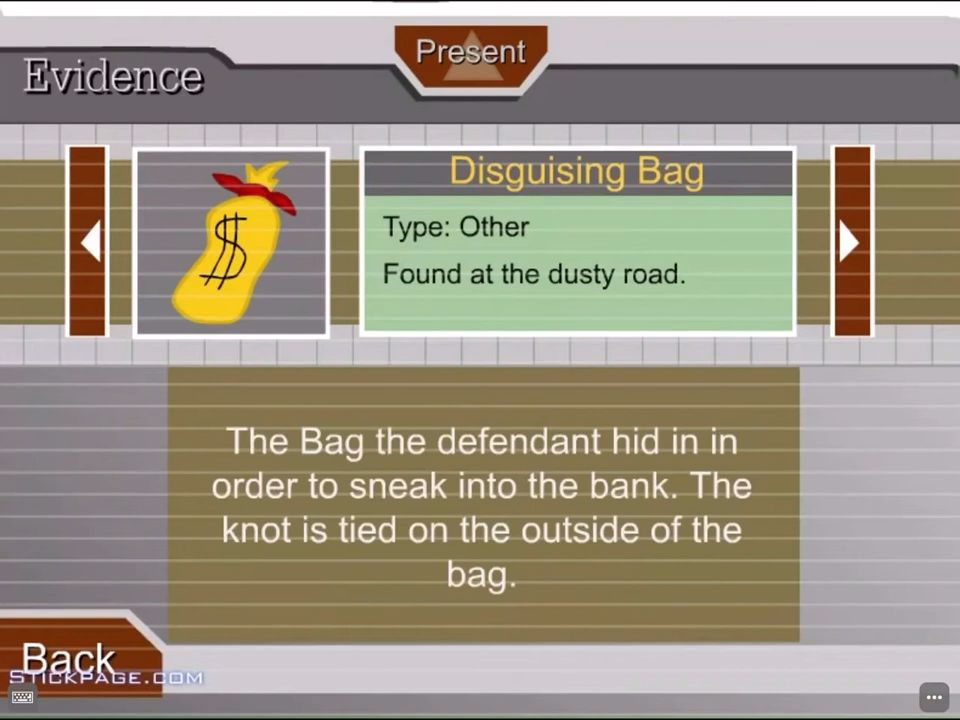 Present
Evidence
Disguising Bag
Type: Other
Found at the dusty road.
$
The Bag the defendant hid in in
order to sneak into the bank. The
knot is tied on the outside of the
bag.
Back
STICKPAGE.COM